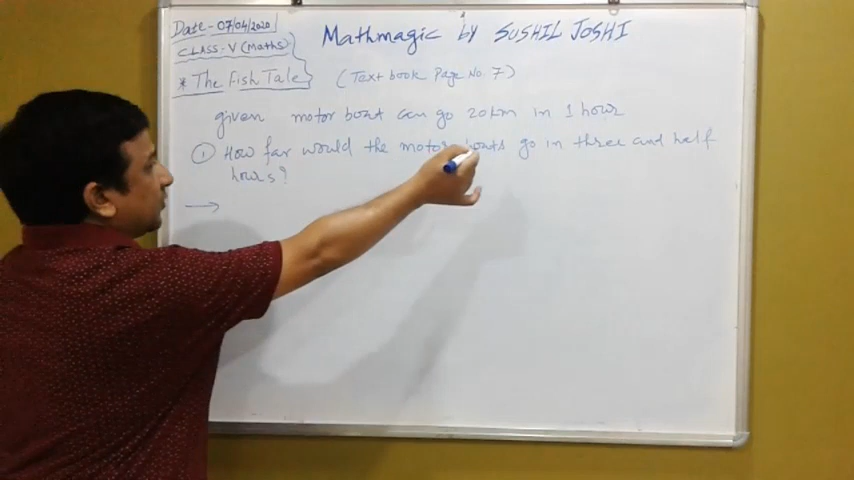 Date - 07/04/2020
Mathmagic by SUSHIL JOSHI
CLASS-V (Maths)
* The Fish Tale
(Text book Page No. 7)
given motor boat can go 20 km in 1 hour
① How far would the motor boats go in three and half
hours?
→